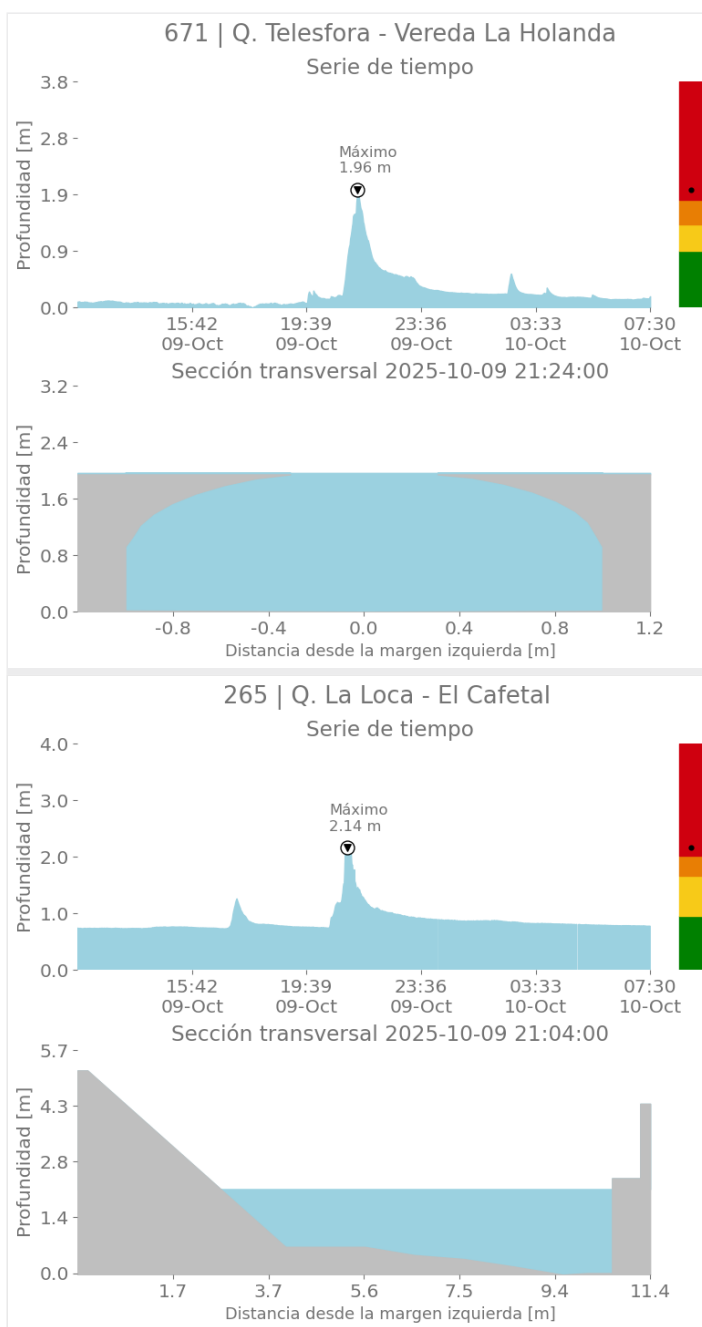 671 | Q. Telesfora - Vereda La Holanda
Serie de tiempo
Profundidad [m]
3.8
2.8
1.9
0.9
0.0
Máximo
1.96 m
15:42 19:39 23:36 03:33 07:30
09-Oct 09-Oct 09-Oct 10-Oct 10-Oct
Sección transversal 2025-10-09 21:24:00
Profundidad [m]
3.2
2.4
1.6
0.8
0.0
-0.8 -0.4 0.0 0.4 0.8 1.2
Distancia desde la margen izquierda [m]
265 | Q. La Loca - El Cafetal
Serie de tiempo
Profundidad [m]
4.0
3.0
2.0
1.0
0.0
Máximo
2.14 m
15:42 19:39 23:36 03:33 07:30
09-Oct 09-Oct 09-Oct 10-Oct 10-Oct
Sección transversal 2025-10-09 21:04:00
Profundidad [m]
5.7
4.3
2.8
1.4
0.0
1.7 3.7 5.6 7.5 9.4 11.4
Distancia desde la margen izquierda [m]